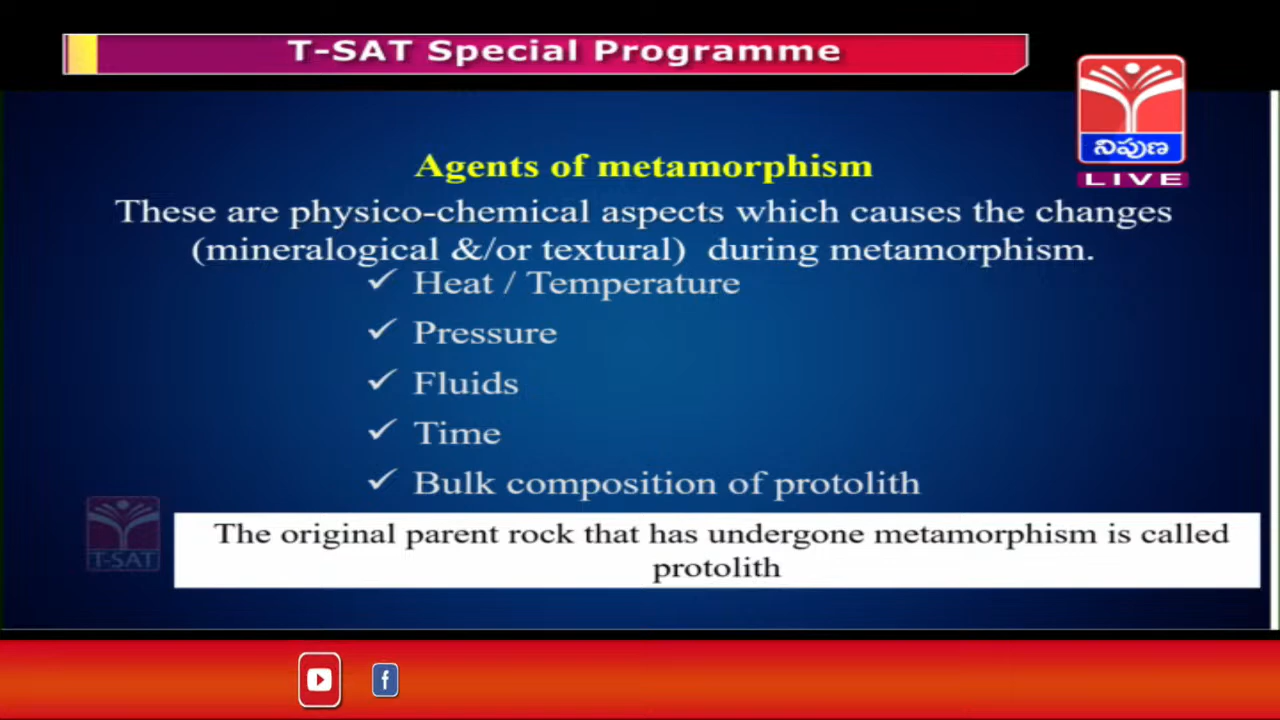 T-SAT Special Programme
నిపుణ
LIVE
Agents of metamorphism
These are physico-chemical aspects which causes the changes
(mineralogical &/or textural) during metamorphism.
✓ Heat / Temperature
✓ Pressure
✓ Fluids
✓ Time
✓ Bulk composition of protolith
T-SAT
The original parent rock that has undergone metamorphism is called
protolith